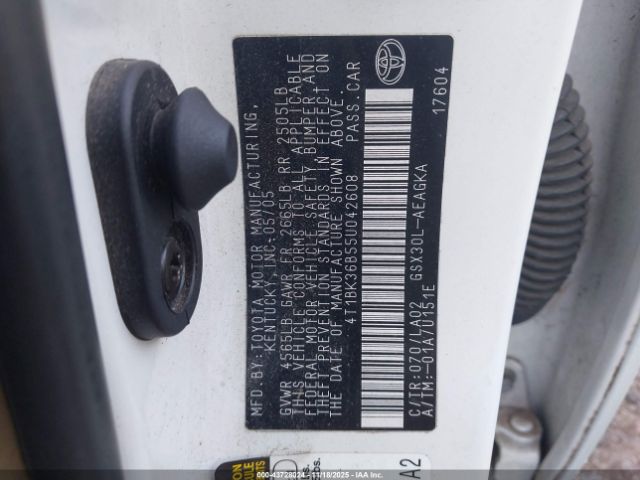 MFD.BY:TOYOTA MOTOR MANUFACTURING,
KENTUCKY, INC. 05/05
GVWR 4565LB GAWR FR 2665LB RR 2505LB
THIS VEHICLE CONFORMS TO ALL APPLICABLE
FEDERAL MOTOR VEHICLE SAFETY, BUMPER AND
THEFT PREVENTION STANDARDS IN EFFECT ON
THE DATE OF MANUFACTURE SHOWN ABOVE.
4T1BK36B55U042608 PASS.CAR
C/TR:070/LA02 GSX30L-AEAGKA
A/TM:-01A/U151E 17604
A2
000-43728024 - 11/18/2025 - IAAI.COM